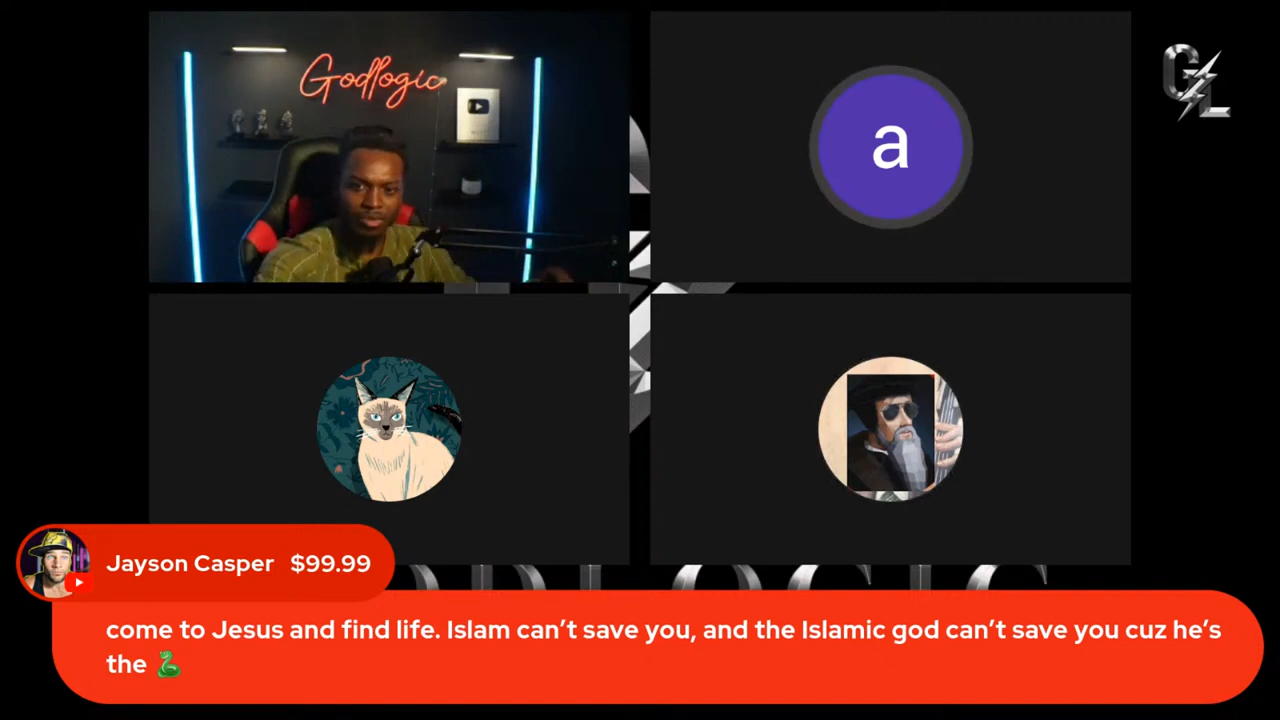 Godlogic
GL
a
Jayson Casper $99.99
come to Jesus and find life. Islam can’t save you, and the Islamic god can’t save you cuz he’s
the 🐍